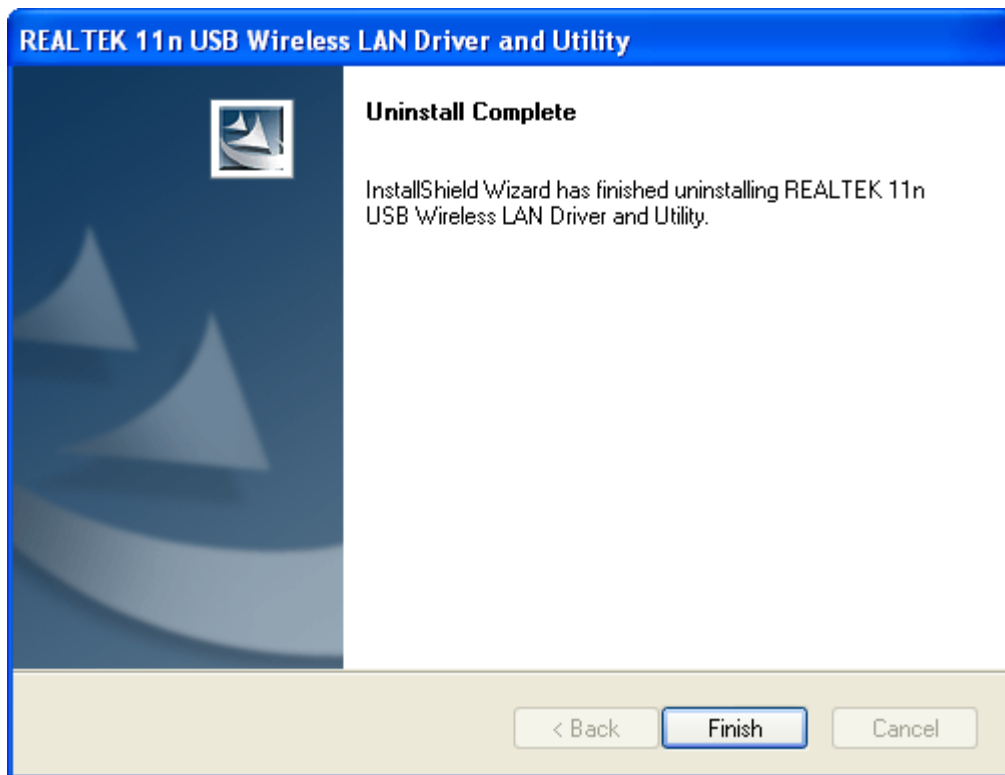 REALTEK 11n USB Wireless LAN Driver and Utility
Uninstall Complete
InstallShield Wizard has finished uninstalling REALTEK 11n
USB Wireless LAN Driver and Utility.
< Back Finish Cancel